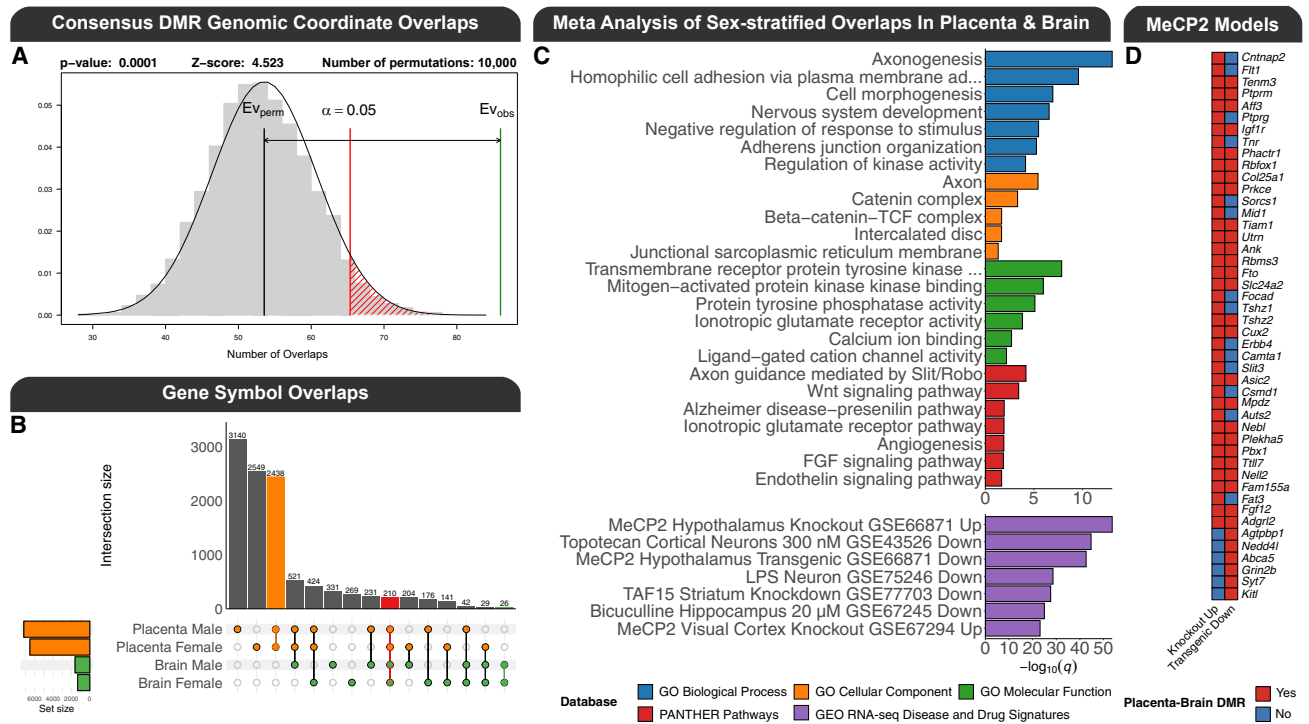 Consensus DMR Genomic Coordinate Overlaps
A
p-value: 0.0001 Z-score: 4.523 Number of permutations: 10,000
Evperm
α = 0.05
Evobs
0.05
0.04
0.03
0.02
0.01
0.00
30 40 50 60 70 80
Number of Overlaps
Gene Symbol Overlaps
B
Intersection size
3000
2000
1000
0
3140 2549 2438 521 424 331 269 231 210 204 176 141 42 29 26
Placenta Male
Placenta Female
Brain Male
Brain Female
6000 4000 2000 0
Set size
Meta Analysis of Sex-stratified Overlaps In Placenta & Brain
C
Axonogenesis
Homophilic cell adhesion via plasma membrane ad...
Cell morphogenesis
Nervous system development
Negative regulation of response to stimulus
Adherens junction organization
Regulation of kinase activity
Axon
Catenin complex
Beta−catenin−TCF complex
Intercalated disc
Junctional sarcoplasmic reticulum membrane
Transmembrane receptor protein tyrosine kinase ...
Mitogen−activated protein kinase kinase binding
Protein tyrosine phosphatase activity
Ionotropic glutamate receptor activity
Calcium ion binding
Ligand−gated cation channel activity
Axon guidance mediated by Slit/Robo
Wnt signaling pathway
Alzheimer disease−presenilin pathway
Ionotropic glutamate receptor pathway
Angiogenesis
FGF signaling pathway
Endothelin signaling pathway
0 5 10
MeCP2 Hypothalamus Knockout GSE66871 Up
Topotecan Cortical Neurons 300 nM GSE43526 Down
MeCP2 Hypothalamus Transgenic GSE66871 Down
LPS Neuron GSE75246 Down
TAF15 Striatum Knockdown GSE77703 Down
Bicuculline Hippocampus 20 μM GSE67245 Down
MeCP2 Visual Cortex Knockout GSE67294 Up
0 10 20 30 40 50
−log10(q)
Database
GO Biological Process
GO Cellular Component
GO Molecular Function
PANTHER Pathways
GEO RNA-seq Disease and Drug Signatures
MeCP2 Models
D
Cntnap2
Flt1
Tenm3
Ptprm
Aff3
Ptprg
Igf1r
Tnr
Phactr1
Rbfox1
Col25a1
Prkce
Sorcs1
Mid1
Tiam1
Utrn
Ank
Rbms3
Fto
Slc24a2
Focad
Tshz1
Tshz2
Cux2
Erbb4
Camta1
Slit3
Asic2
Csmd1
Mpdz
Auts2
Nebl
Plekha5
Pbx1
Ttll7
Nell2
Fam155a
Fat3
Fgf12
Adgrl2
Agtpbp1
Nedd4l
Abca5
Grin2b
Syt7
Kitl
Knockout Up
Transgenic Down
Placenta-Brain DMR
Yes
No